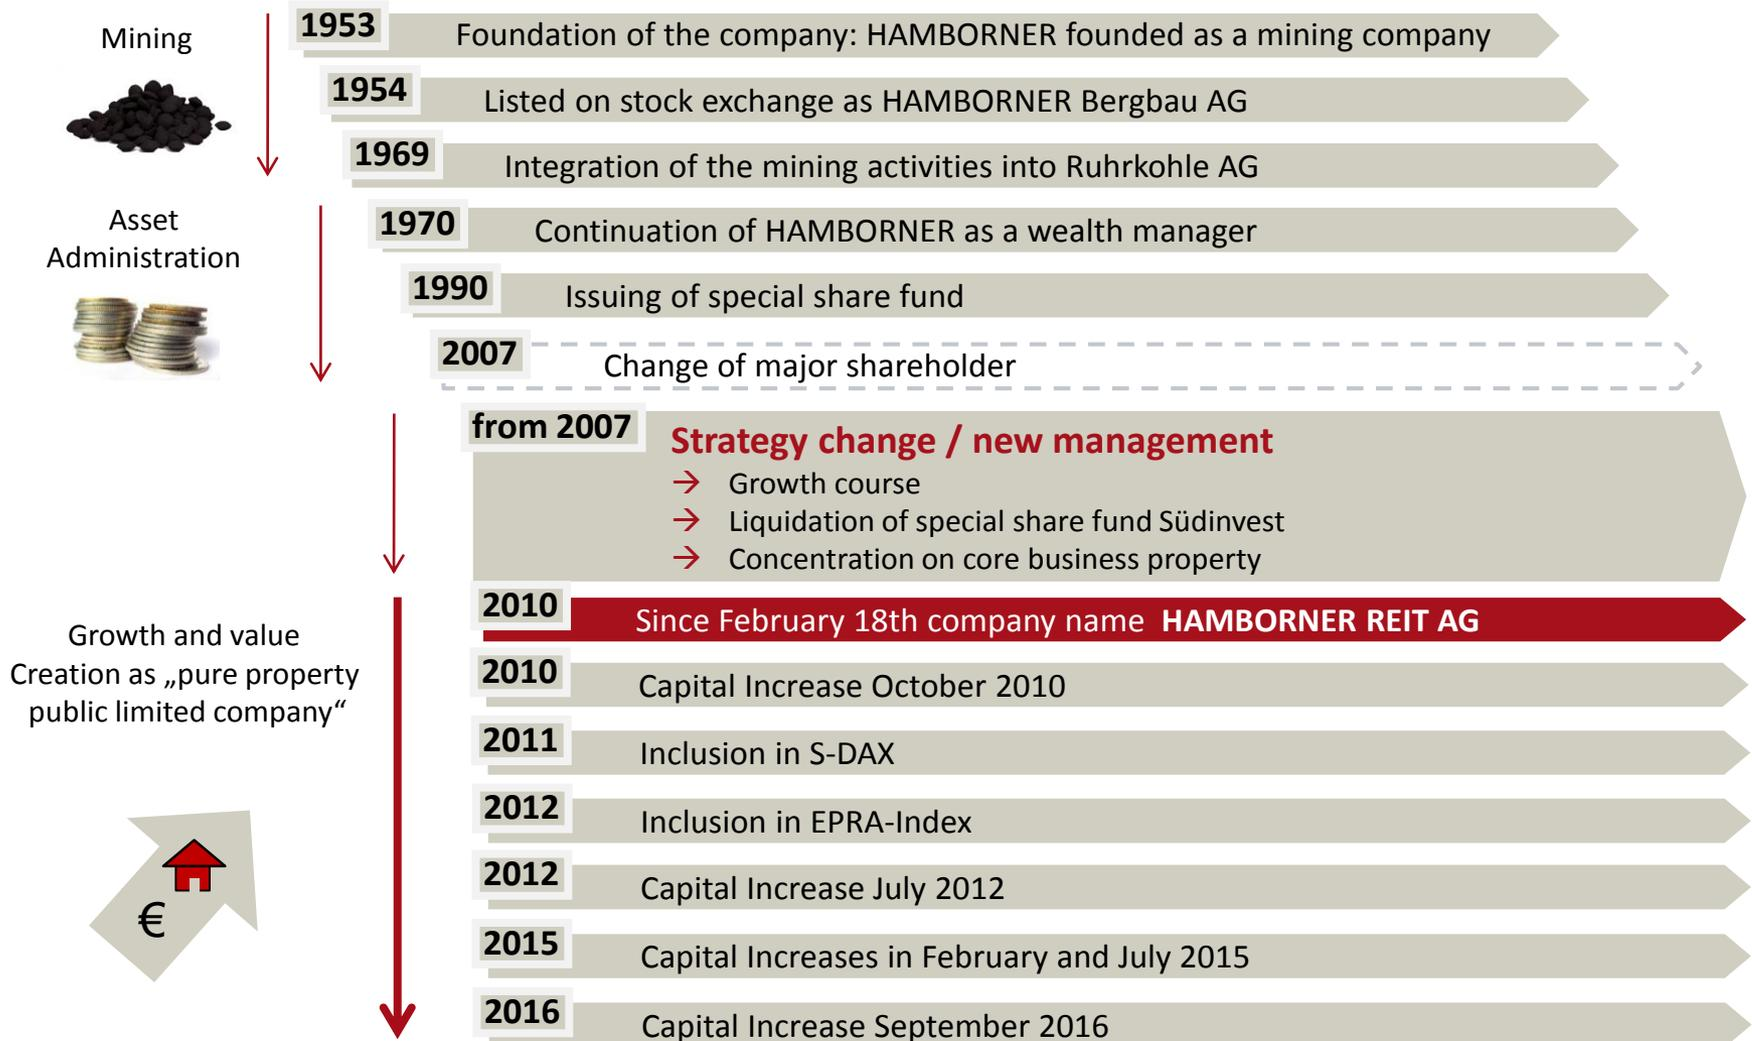 Mining
1953
Foundation of the company: HAMBORNER founded as a mining company
1954
Listed on stock exchange as HAMBORNER Bergbau AG
1969
Integration of the mining activities into Ruhrkohle AG
Asset
Administration
1970
Continuation of HAMBORNER as a wealth manager
1990
Issuing of special share fund
2007
Change of major shareholder
from 2007
Strategy change / new management
→ Growth course
→ Liquidation of special share fund Südinvest
→ Concentration on core business property
Growth and value
Creation as „pure property
public limited company“
€
2010
Since February 18th company name HAMBORNER REIT AG
2010
Capital Increase October 2010
2011
Inclusion in S-DAX
2012
Inclusion in EPRA-Index
2012
Capital Increase July 2012
2015
Capital Increases in February and July 2015
2016
Capital Increase September 2016